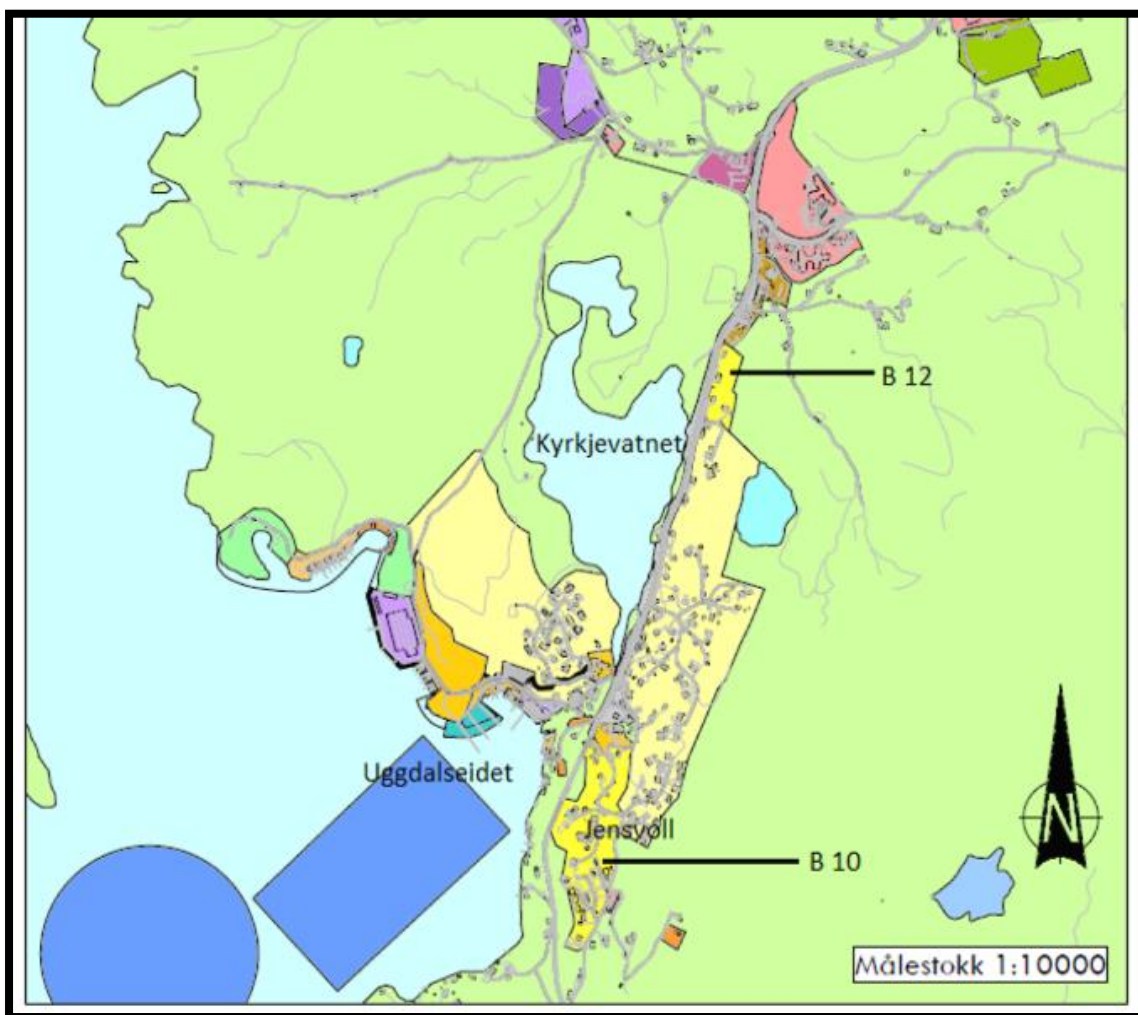 B 12
Kyrkjevatnet
Uggdalseidet
Jensvoll
B 10
N
Målestokk 1:10000